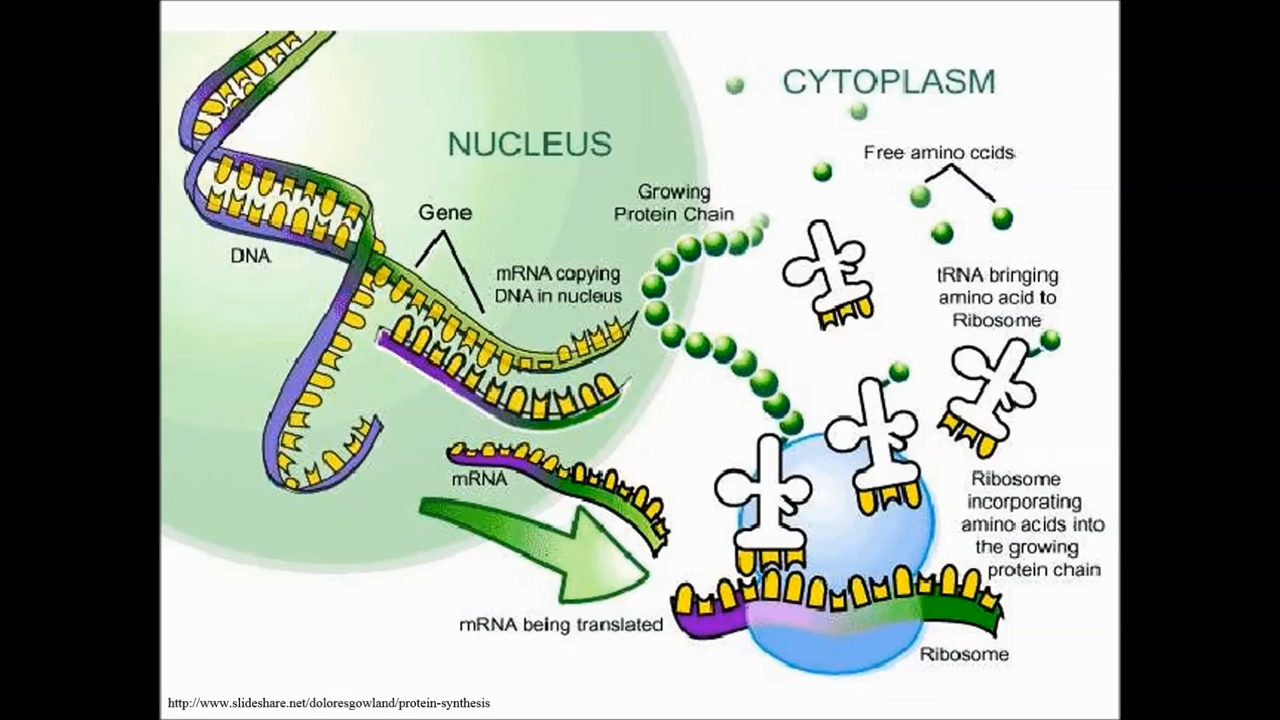 CYTOPLASM
NUCLEUS
Free amino ccids
Growing
Protein Chain
Gene
DNA
mRNA copying
DNA in nucleus
tRNA bringing
amino acid to
Ribosome
mRNA
Ribosome
incorporating
amino acids into
the growing
protein chain
mRNA being translated
Ribosome
http://www.slideshare.net/doloresgowland/protein-synthesis